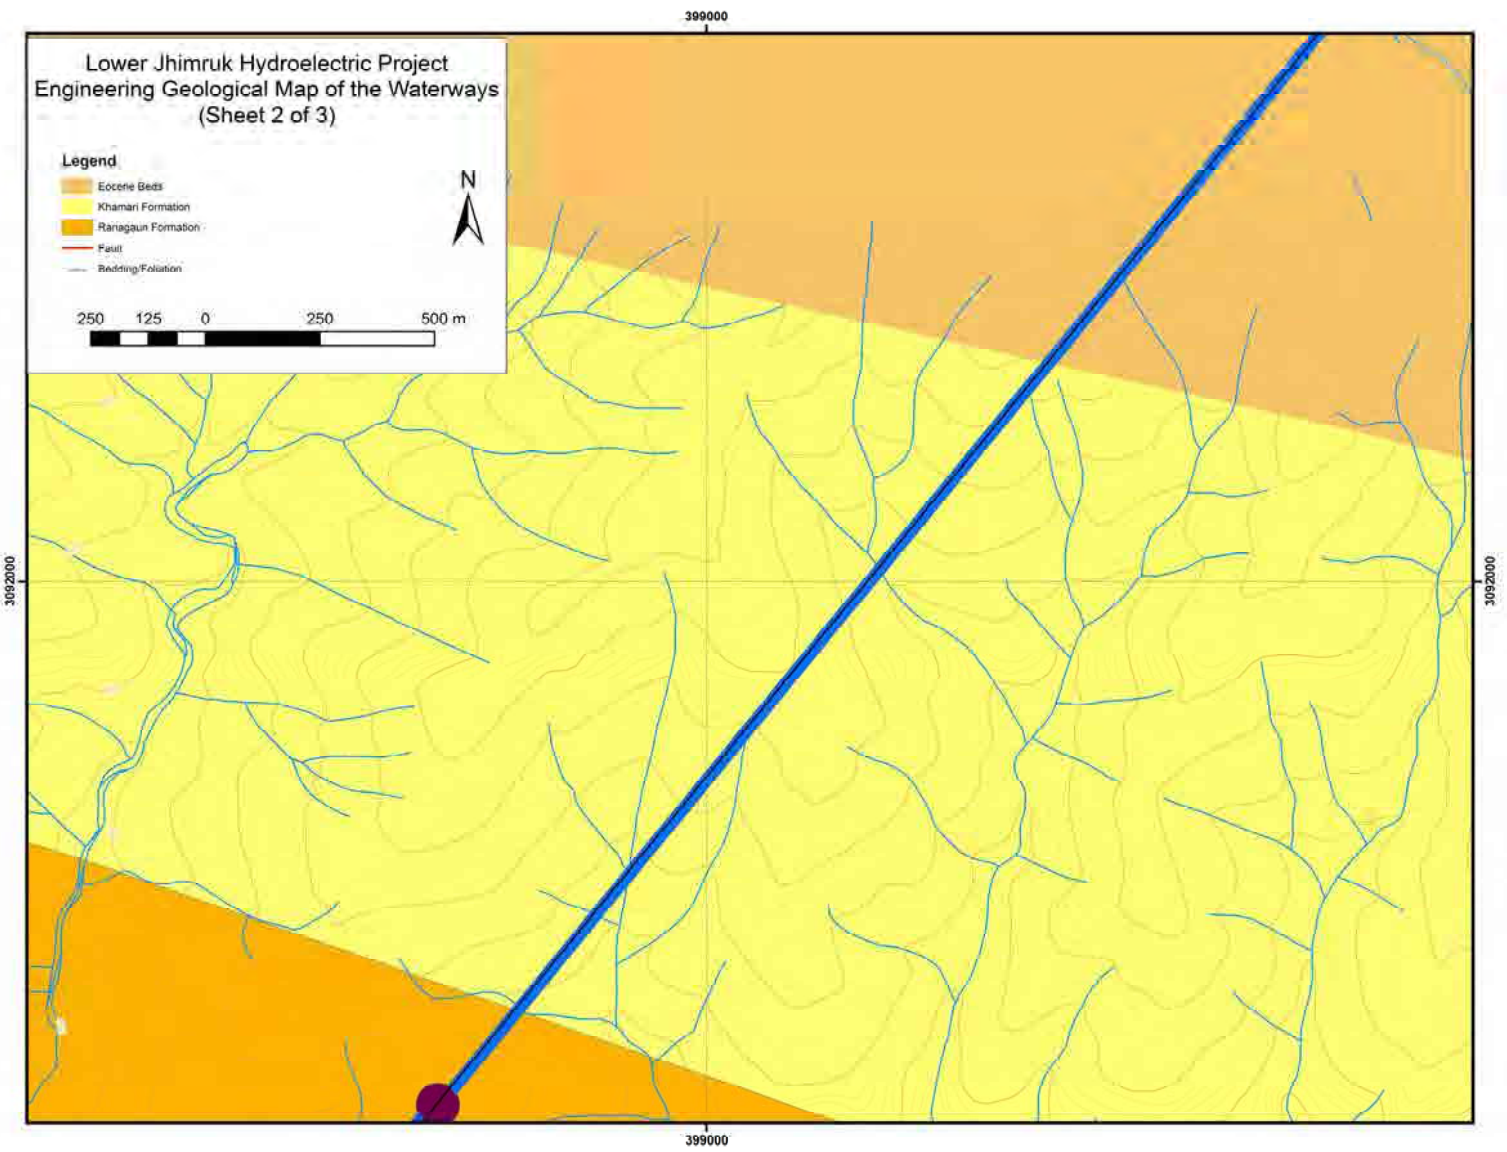 399000
Lower Jhimruk Hydroelectric Project
Engineering Geological Map of the Waterways
(Sheet 2 of 3)
Legend
Eocene Beds
Khamari Formation
Ranagaun Formation
Fault
Bedding/Foliation
N
250 125 0 250 500 m
3092000
3092000
399000